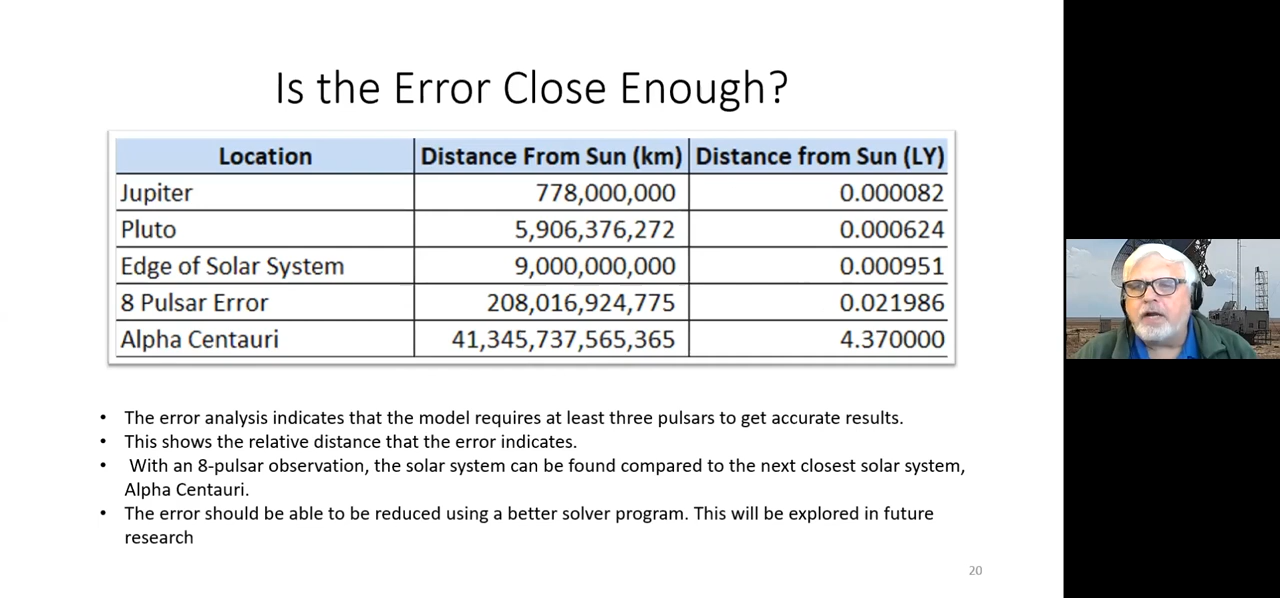 Is the Error Close Enough?
Location Distance From Sun (km) Distance from Sun (LY)
Jupiter 778,000,000 0.000082
Pluto 5,906,376,272 0.000624
Edge of Solar System 9,000,000,000 0.000951
8 Pulsar Error 208,016,924,775 0.021986
Alpha Centauri 41,345,737,565,365 4.370000
• The error analysis indicates that the model requires at least three pulsars to get accurate results.
• This shows the relative distance that the error indicates.
• With an 8-pulsar observation, the solar system can be found compared to the next closest solar system,
Alpha Centauri.
• The error should be able to be reduced using a better solver program. This will be explored in future
research
20